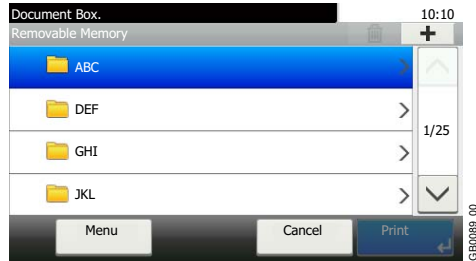 Document Box.
10:10
Removable Memory
ABC
DEF
1/25
GHI
JKL
Menu
Cancel
Print
GB0089_00